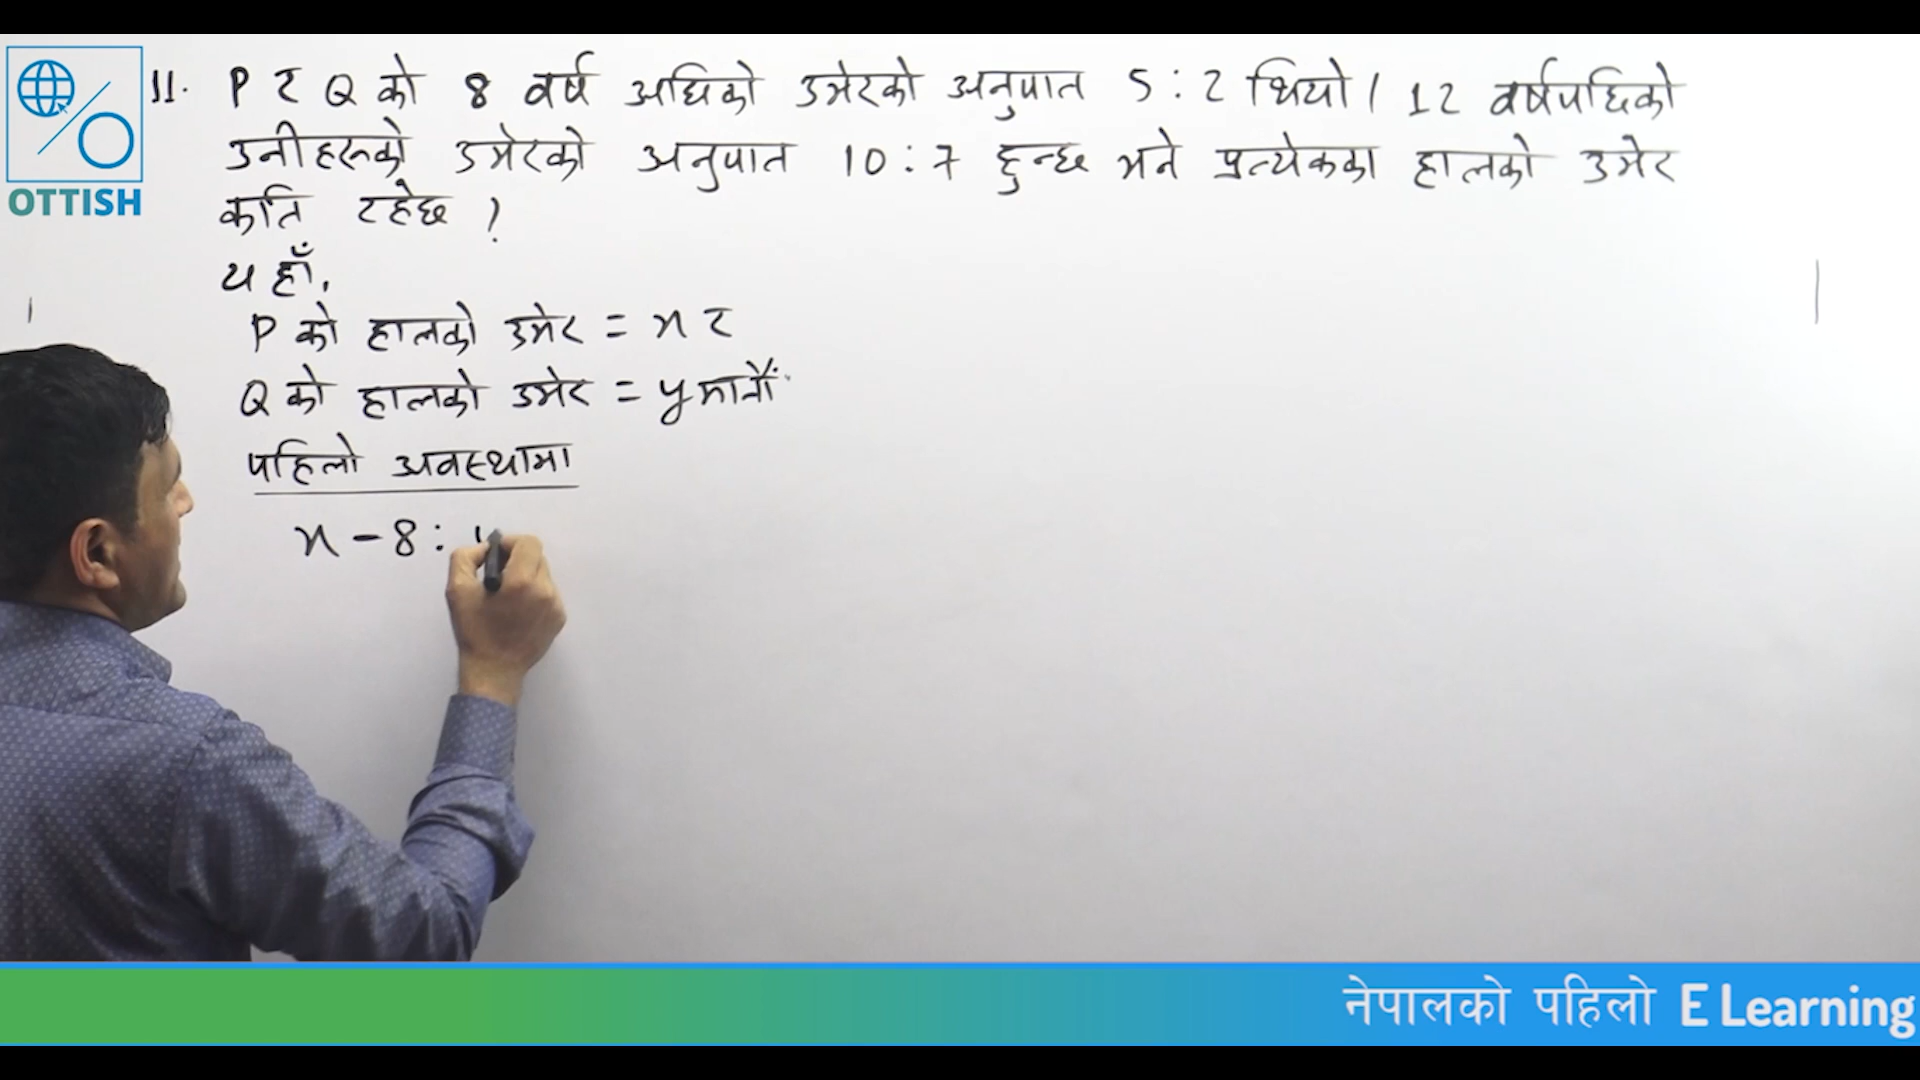 OTTISH
11. P र Q को 8 वर्ष अघिको उमेरको अनुपात 5:2 थियो। 12 वर्षपछिको
उनीहरूको उमेरको अनुपात 10:7 हुन्छ भने प्रत्येकका हालको उमेर
कति रहेछ ?
यहाँ,
P को हालको उमेर = x र
Q को हालको उमेर = y मानौं
पहिलो अवस्थामा
x - 8 :
नेपालको पहिलो E Learning